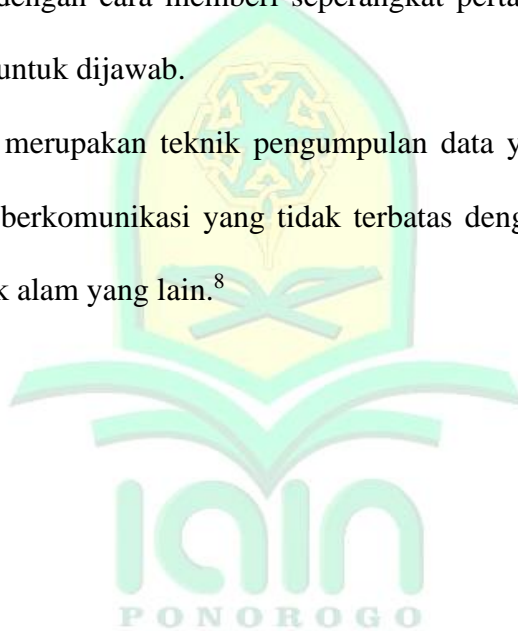 dengan cara memberi seperangkat perta
untuk dijawab.
merupakan teknik pengumpulan data y
berkomunikasi yang tidak terbatas deng
k alam yang lain.⁸
iain
PONOROGO